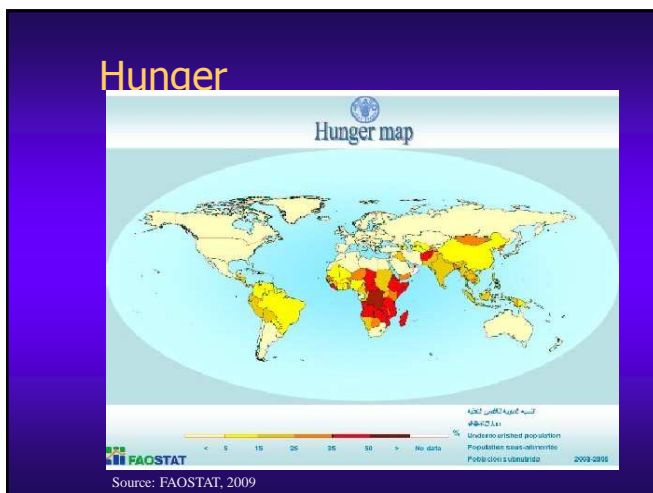 Hunger
Hunger map
%
< 5 15 25 35 50 > No data
Undernourished population
Population sous-alimentée
Población subnutrida
2003-2005
FAOSTAT
Source: FAOSTAT, 2009